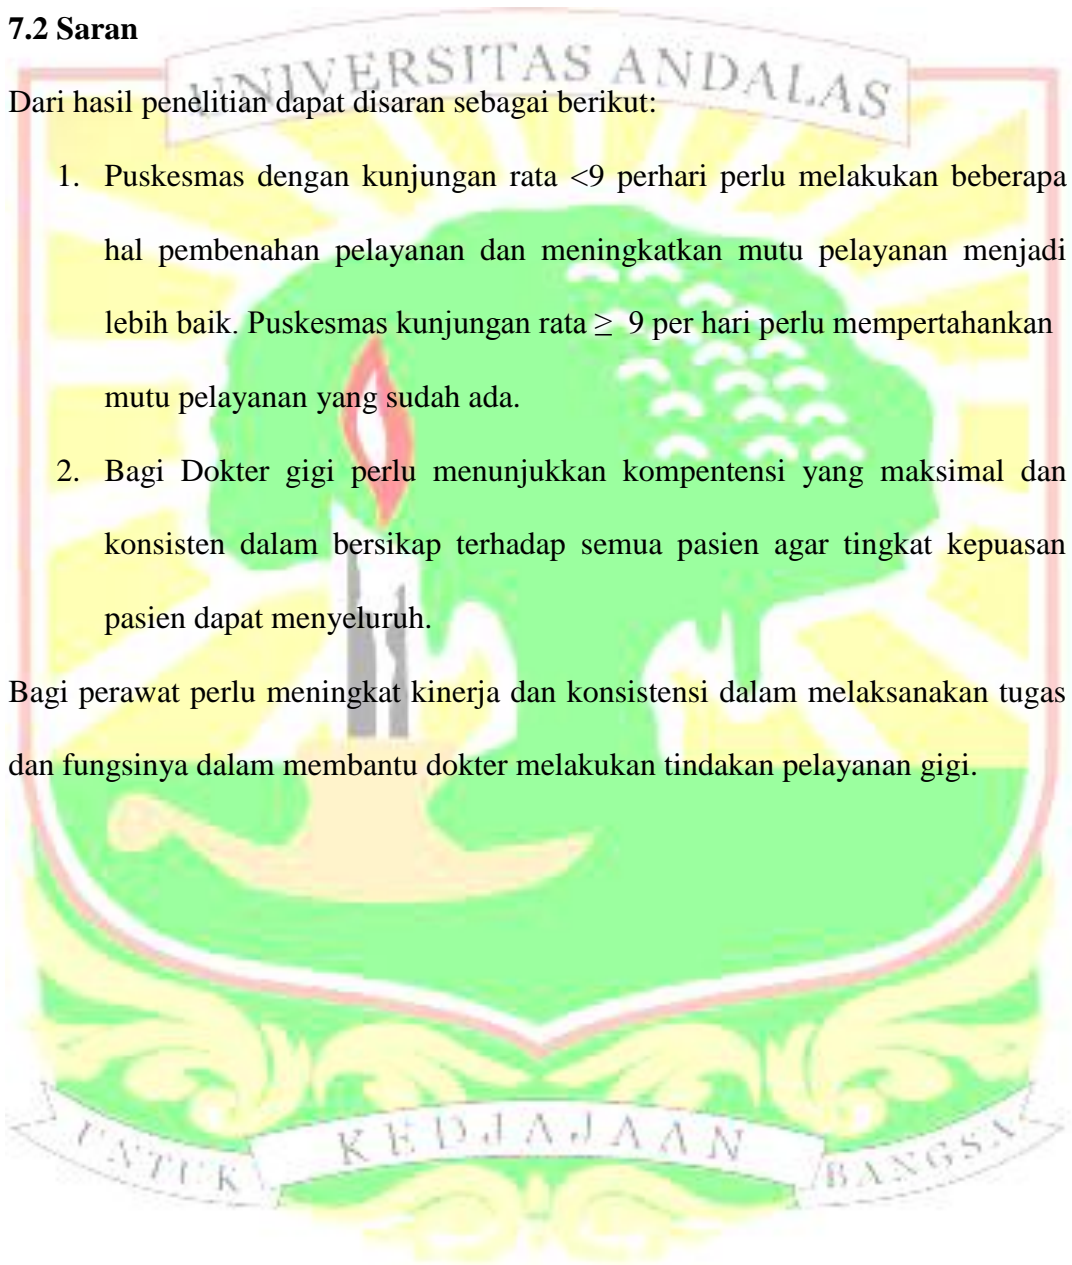 7.2 Saran
UNIVERSITAS ANDALAS
Dari hasil penelitian dapat disaran sebagai berikut:
1. Puskesmas dengan kunjungan rata <9 perhari perlu melakukan beberapa
hal pembenahan pelayanan dan meningkatkan mutu pelayanan menjadi
lebih baik. Puskesmas kunjungan rata ≥ 9 per hari perlu mempertahankan
mutu pelayanan yang sudah ada.
2. Bagi Dokter gigi perlu menunjukkan kompentensi yang maksimal dan
konsisten dalam bersikap terhadap semua pasien agar tingkat kepuasan
pasien dapat menyeluruh.
Bagi perawat perlu meningkat kinerja dan konsistensi dalam melaksanakan tugas
dan fungsinya dalam membantu dokter melakukan tindakan pelayanan gigi.
UNTUK KEDJAJAAN BANGSA